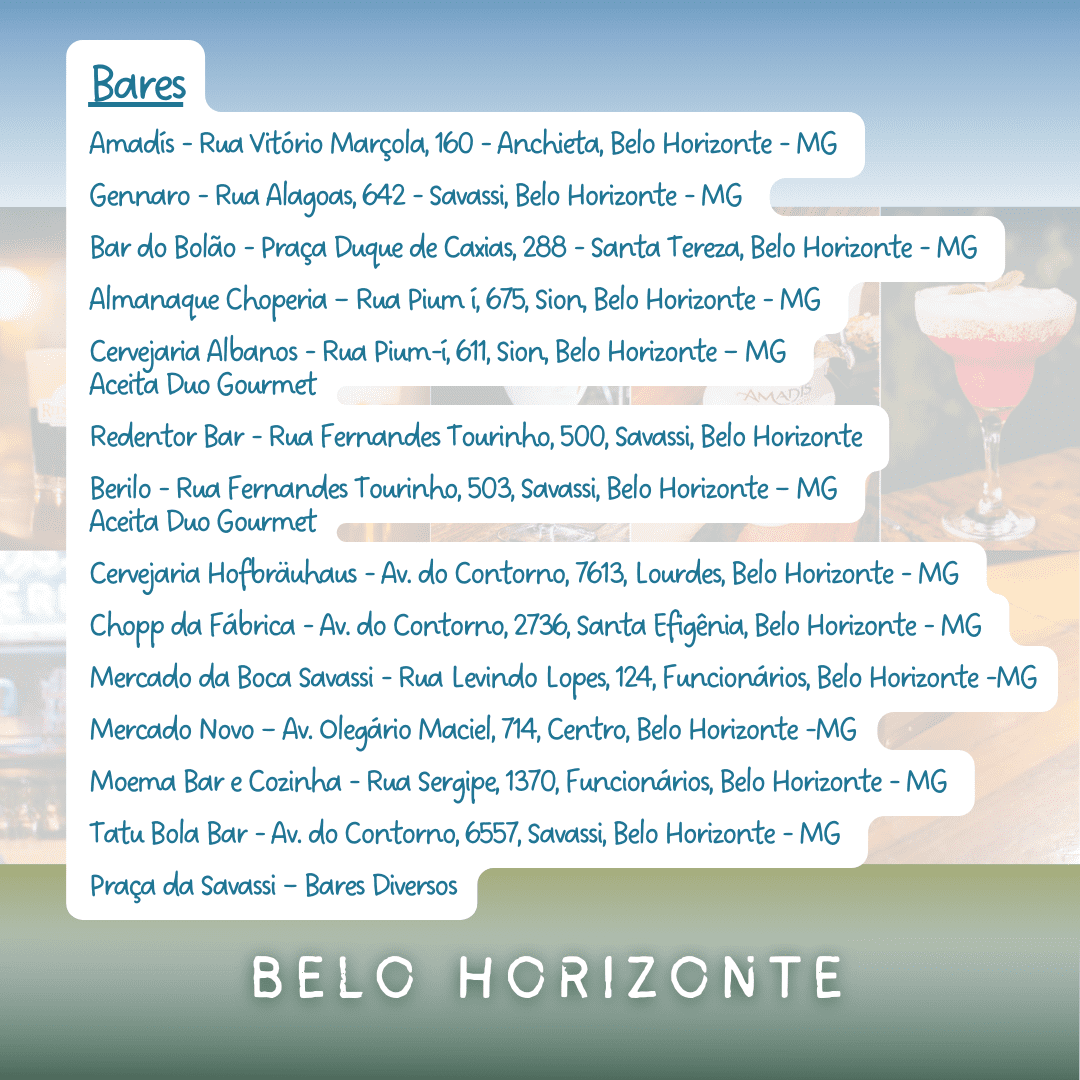 Bares
Amadís - Rua Vitório Marçola, 160 - Anchieta, Belo Horizonte - MG
Gennaro - Rua Alagoas, 642 - Savassi, Belo Horizonte - MG
Bar do Bolão - Praça Duque de Caxias, 288 - Santa Tereza, Belo Horizonte - MG
Almanaque Choperia – Rua Pium í, 675, Sion, Belo Horizonte - MG
Cervejaria Albanos - Rua Pium-í, 611, Sion, Belo Horizonte – MG
Aceita Duo Gourmet
AMADIS
Redentor Bar - Rua Fernandes Tourinho, 500, Savassi, Belo Horizonte
Berilo - Rua Fernandes Tourinho, 503, Savassi, Belo Horizonte – MG
Aceita Duo Gourmet
Cervejaria Hofbräuhaus - Av. do Contorno, 7613, Lourdes, Belo Horizonte - MG
Chopp da Fábrica - Av. do Contorno, 2736, Santa Efigênia, Belo Horizonte - MG
Mercado da Boca Savassi - Rua Levindo Lopes, 124, Funcionários, Belo Horizonte -MG
Mercado Novo – Av. Olegário Maciel, 714, Centro, Belo Horizonte -MG
Moema Bar e Cozinha - Rua Sergipe, 1370, Funcionários, Belo Horizonte - MG
Tatu Bola Bar - Av. do Contorno, 6557, Savassi, Belo Horizonte - MG
Praça da Savassi – Bares Diversos
BELO HORIZONTE